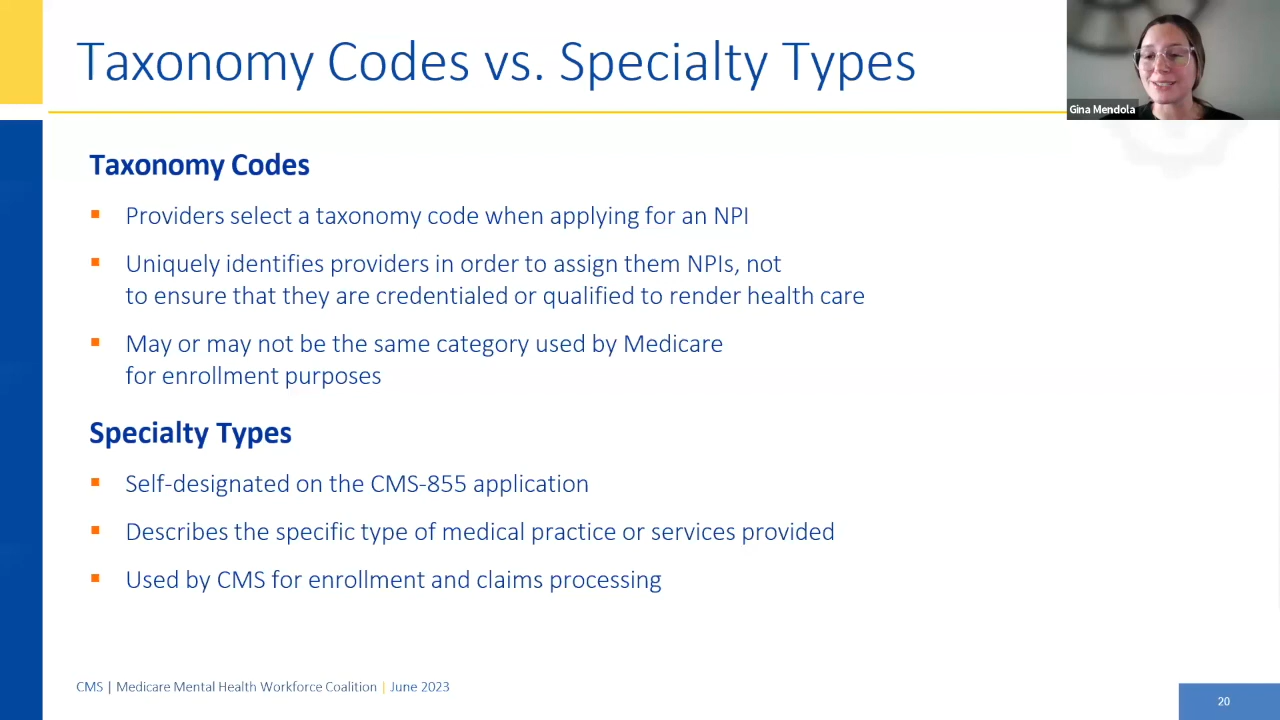 Taxonomy Codes vs. Specialty Types
Gina Mendola
Taxonomy Codes
Providers select a taxonomy code when applying for an NPI
Uniquely identifies providers in order to assign them NPIs, not
to ensure that they are credentialed or qualified to render health care
May or may not be the same category used by Medicare
for enrollment purposes
Specialty Types
Self-designated on the CMS-855 application
Describes the specific type of medical practice or services provided
Used by CMS for enrollment and claims processing
CMS | Medicare Mental Health Workforce Coalition | June 2023
20